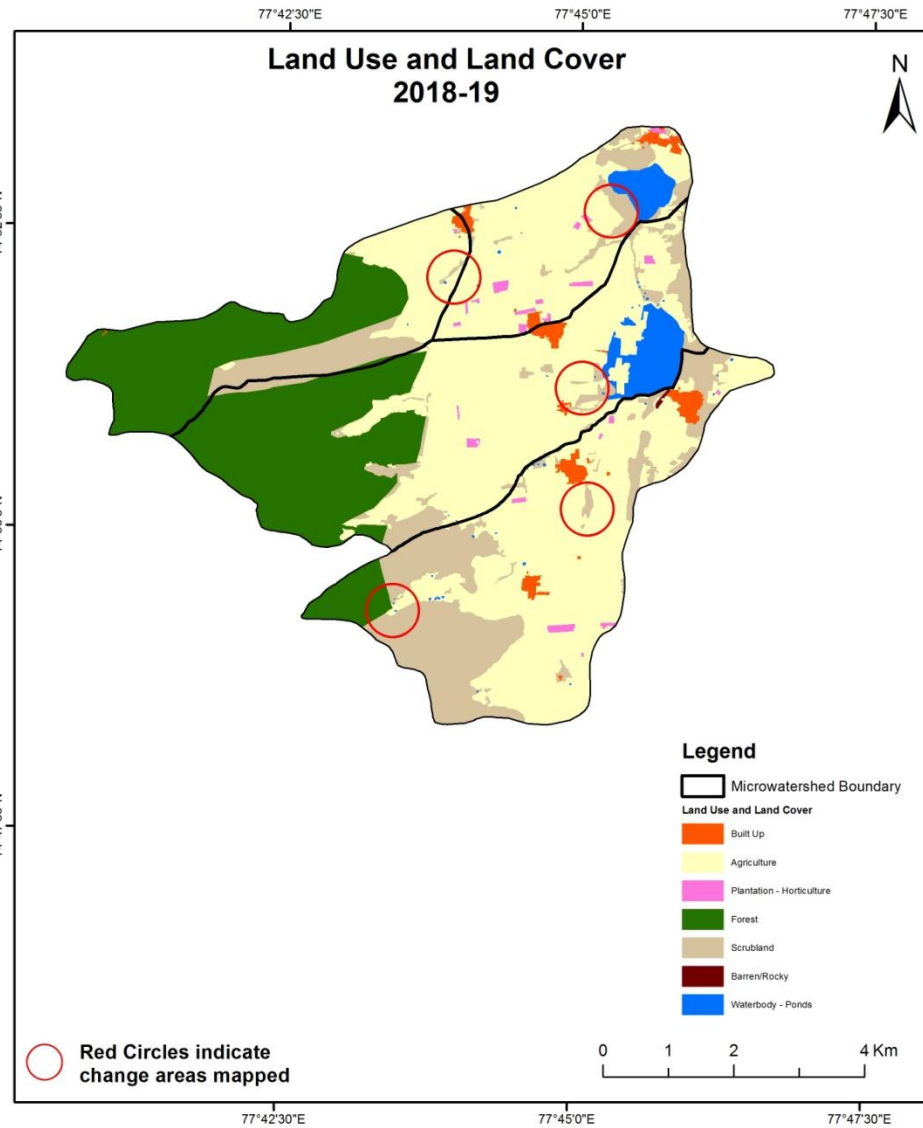 77°42'30"E 77°45'0"E 77°47'30"E
Land Use and Land Cover
2018-19
N
Legend
Microwatershed Boundary
Land Use and Land Cover
Built Up
Agriculture
Plantation - Horticulture
Forest
Scrubland
Barren/Rocky
Waterbody - Ponds
Red Circles indicate
change areas mapped
0 1 2 4 Km
77°42'30"E 77°45'0"E 77°47'30"E